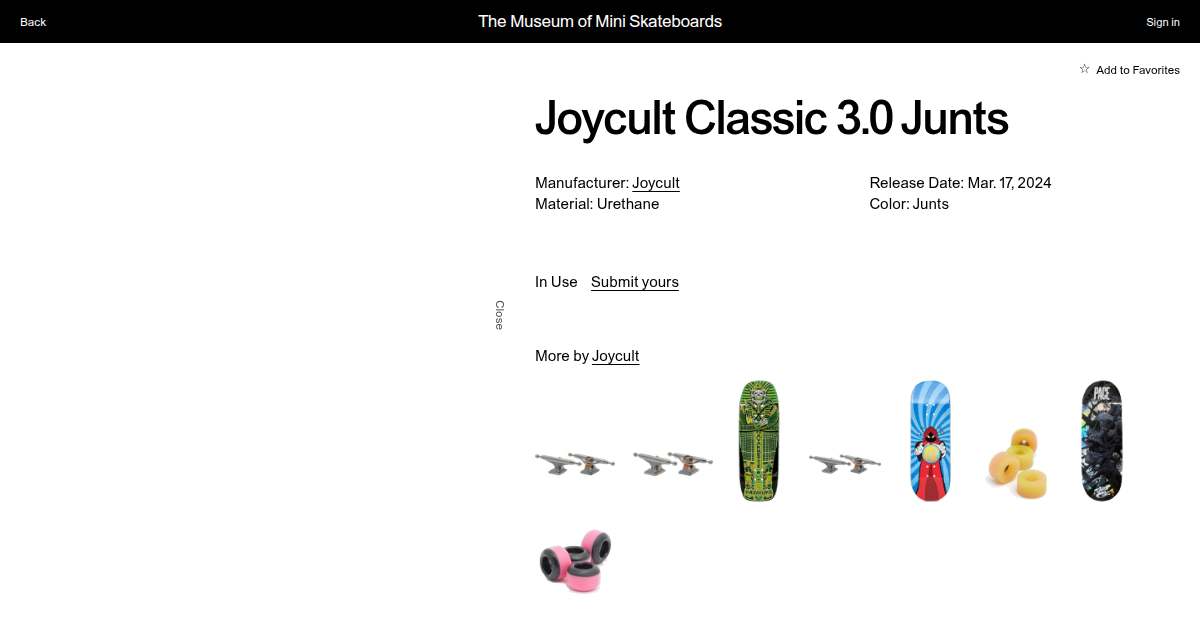 Back
The Museum of Mini Skateboards
Sign in
☆ Add to Favorites
Joycult Classic 3.0 Junts
Manufacturer: Joycult
Release Date: Mar. 17, 2024
Material: Urethane
Color: Junts
In Use Submit yours
Close
More by Joycult
PACE